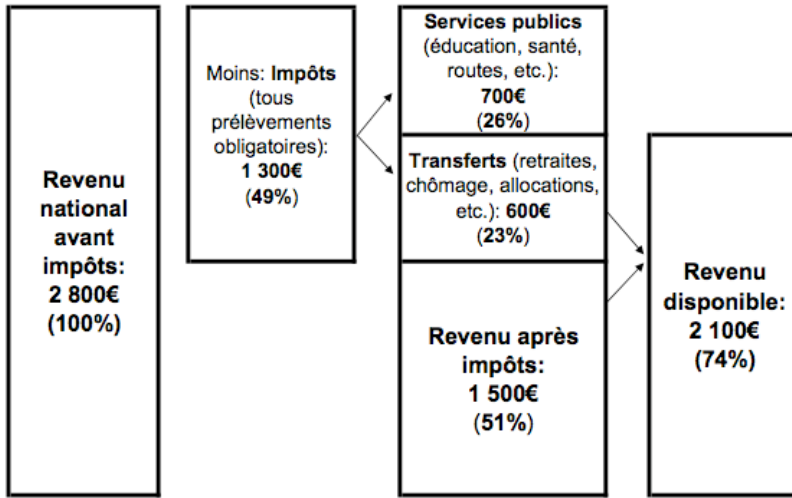 Revenu
national
avant
impôts:
2 800€
(100%)
Moins: Impôts
(tous
prélèvements
obligatoires):
1 300€
(49%)
Services publics
(éducation, santé,
routes, etc.):
700€
(26%)
Transferts (retraites,
chômage, allocations,
etc.): 600€
(23%)
Revenu après
impôts:
1 500€
(51%)
Revenu
disponible:
2 100€
(74%)